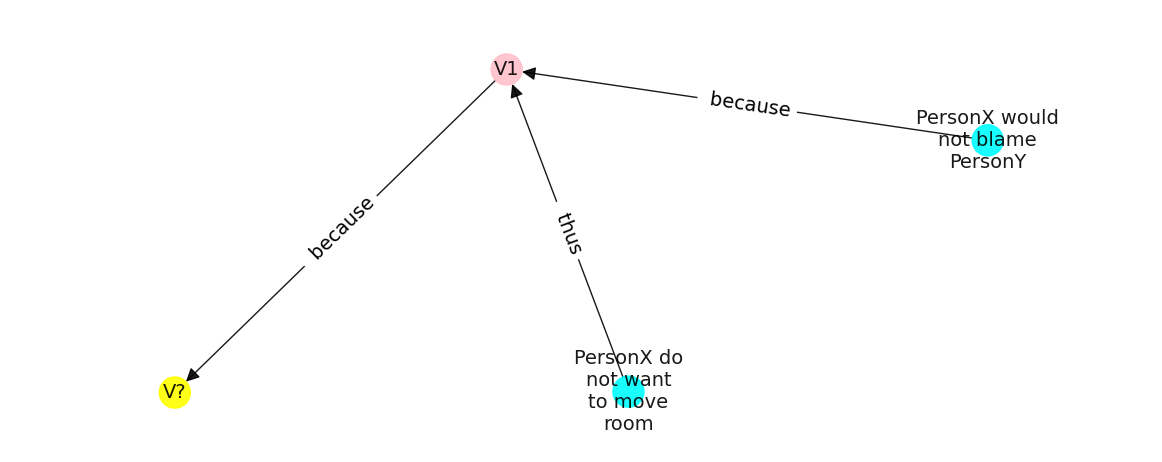 V1
because
PersonX would
not blame
PersonY
because
thus
V?
PersonX do
not want
to move
room